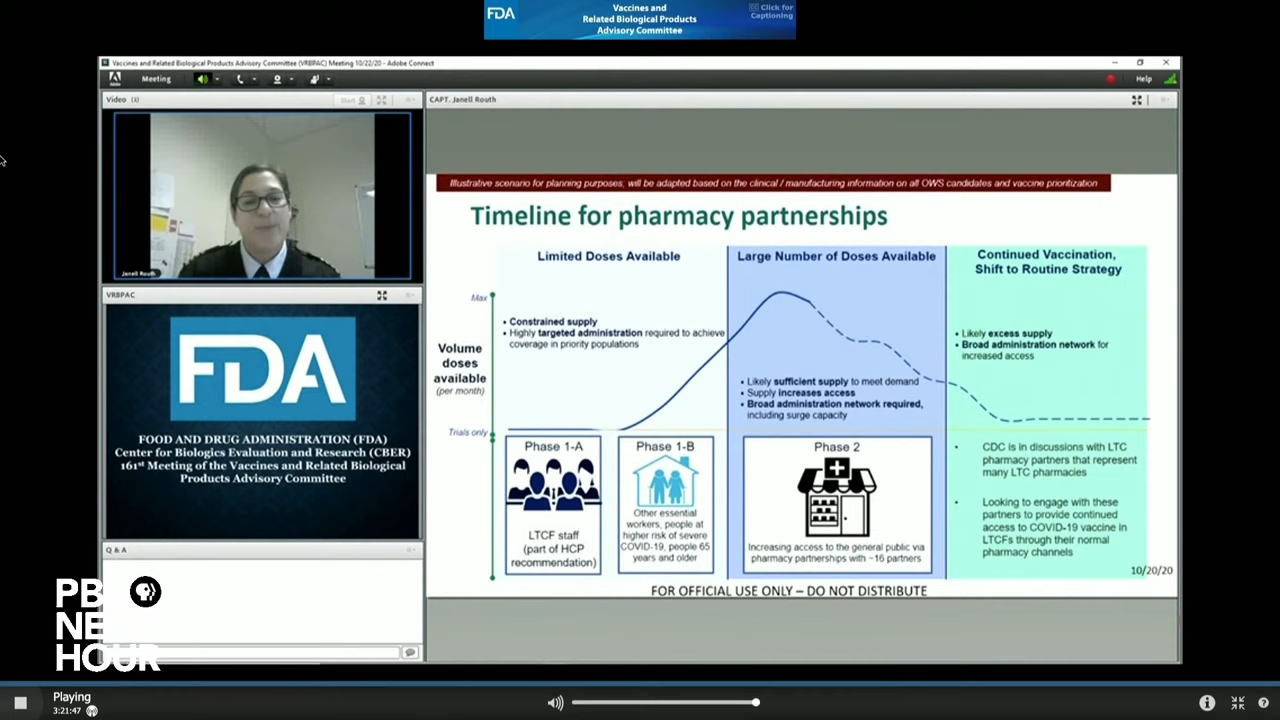 FDA
Vaccines and
Related Biological Products
Advisory Committee
CC Click for
Captioning
Vaccines and Related Biological Products Advisory Committee (VRBPAC) Meeting 10/22/20 - Adobe Connect
Meeting
Help
Video (1)
Start
CAPT. Janell Routh
Janell Routh
VRBPAC
FDA
FOOD AND DRUG ADMINISTRATION (FDA)
Center for Biologics Evaluation and Research (CBER)
161st Meeting of the Vaccines and Related Biological
Products Advisory Committee
Q & A
Illustrative scenario for planning purposes; will be adapted based on the clinical / manufacturing information on all OWS candidates and vaccine prioritization
Timeline for pharmacy partnerships
Limited Doses Available
Large Number of Doses Available
Continued Vaccination,
Shift to Routine Strategy
Max
Volume
doses
available
(per month)
Trials only
• Constrained supply
• Highly targeted administration required to achieve
coverage in priority populations
• Likely sufficient supply to meet demand
• Supply increases access
• Broad administration network required,
including surge capacity
• Likely excess supply
• Broad administration network for
increased access
Phase 1-A
LTCF staff
(part of HCP
recommendation)
Phase 1-B
Other essential
workers, people at
higher risk of severe
COVID-19, people 65
years and older
Phase 2
Increasing access to the general public via
pharmacy partnerships with ~16 partners
• CDC is in discussions with LTC
pharmacy partners that represent
many LTC pharmacies
• Looking to engage with these
partners to provide continued
access to COVID-19 vaccine in
LTCFs through their normal
pharmacy channels
10/20/20
FOR OFFICIAL USE ONLY – DO NOT DISTRIBUTE
PBS
NEWS
HOUR
Playing
3:21:47